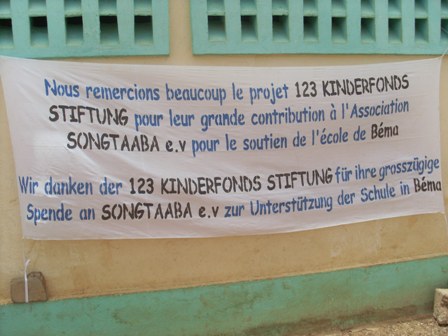 Nous remercions beaucoup le projet 123 KINDERFONDS
STIFTUNG pour leur grande contribution à l'Association
SONGTAABA e.v pour le soutien de l'école de Béma
Wir danken der 123 KINDERFONDS STIFTUNG für ihre grosszügige
Spende an SONGTAABA e.v zur Unterstützung der Schule in Béma